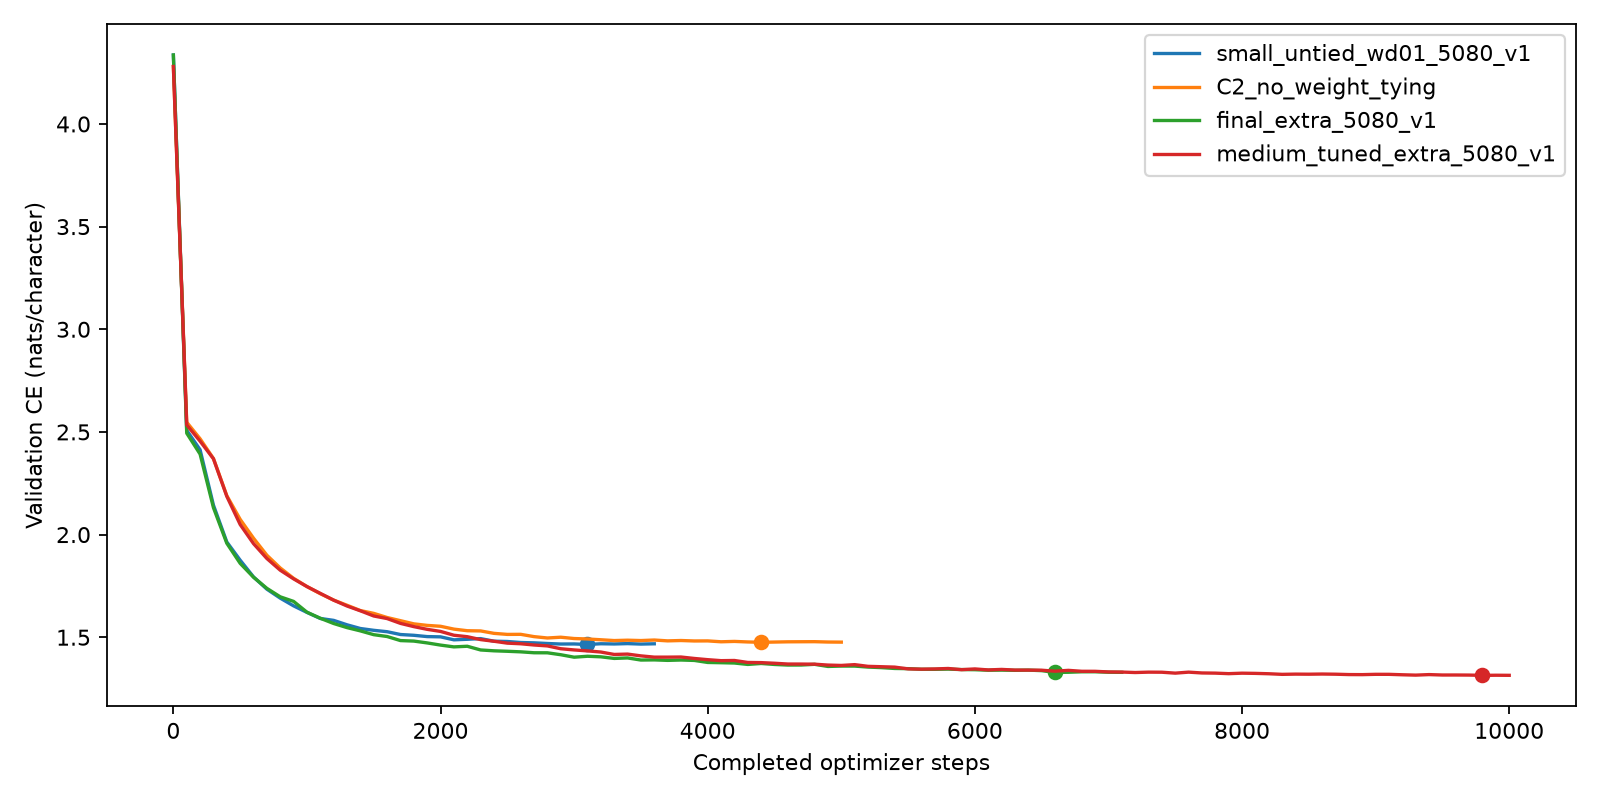 small_untied_wd01_5080_v1
C2_no_weight_tying
final_extra_5080_v1
medium_tuned_extra_5080_v1
Validation CE (nats/character)
4.0
3.5
3.0
2.5
2.0
1.5
0
2000
4000
6000
8000
10000
Completed optimizer steps